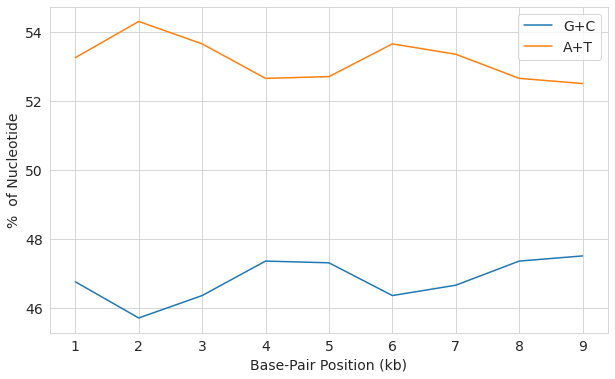 54
52
50
48
46
% of Nucleotide
G+C
A+T
1 2 3 4 5 6 7 8 9
Base-Pair Position (kb)